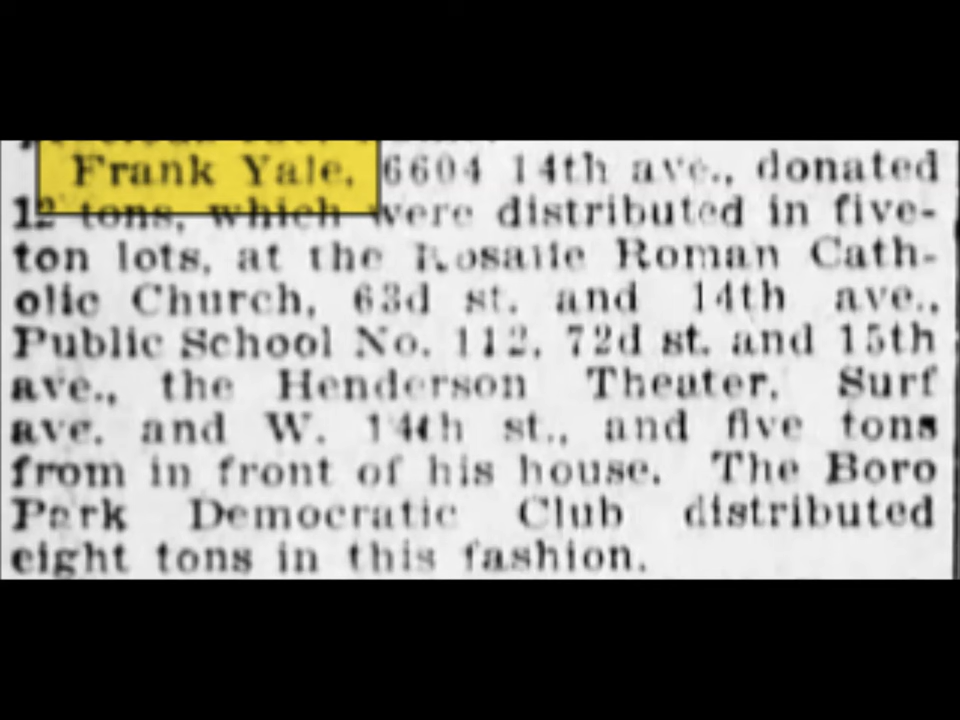 Frank Yale, 6604 14th ave., donated
12 tons, which were distributed in five-
ton lots, at the Rosalie Roman Cath-
olic Church, 63d st. and 14th ave.,
Public School No. 112, 72d st. and 15th
ave., the Henderson Theater, Surf
ave. and W. 14th st., and five tons
from in front of his house. The Boro
Park Democratic Club distributed
eight tons in this fashion.